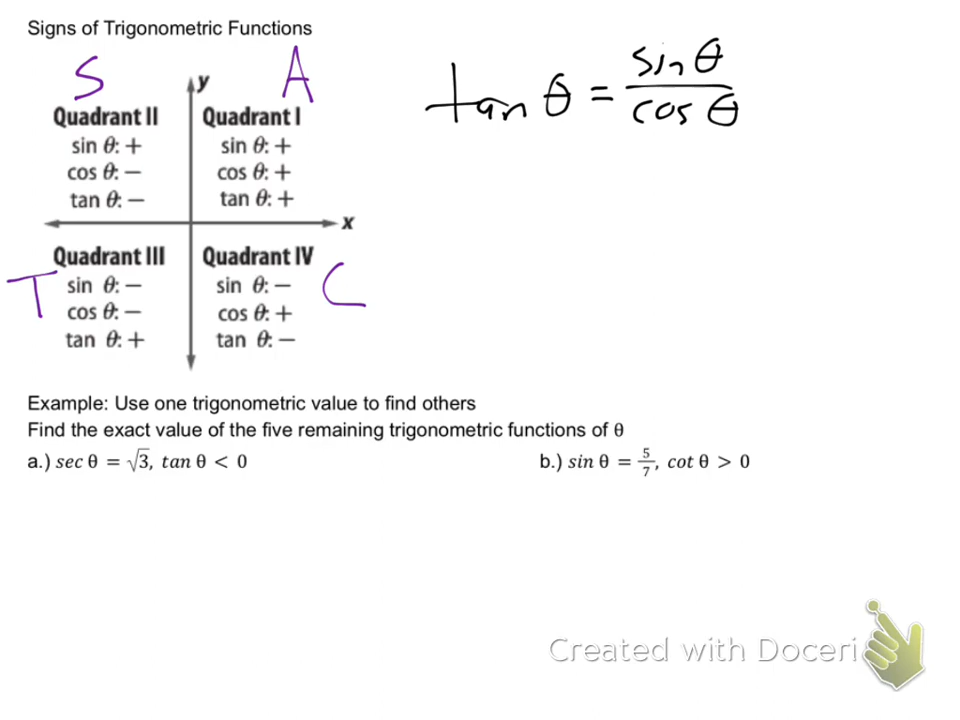 Signs of Trigonometric Functions
S
A
y
tan θ = sin θ / cos θ
Quadrant II
sin θ: +
cos θ: −
tan θ: −
Quadrant I
sin θ: +
cos θ: +
tan θ: +
x
T
Quadrant III
sin θ: −
cos θ: −
tan θ: +
Quadrant IV
sin θ: −
cos θ: +
tan θ: −
C
Example: Use one trigonometric value to find others
Find the exact value of the five remaining trigonometric functions of θ
a.) sec θ = √3, tan θ < 0
b.) sin θ = 5/7, cot θ > 0
Created with Doceri